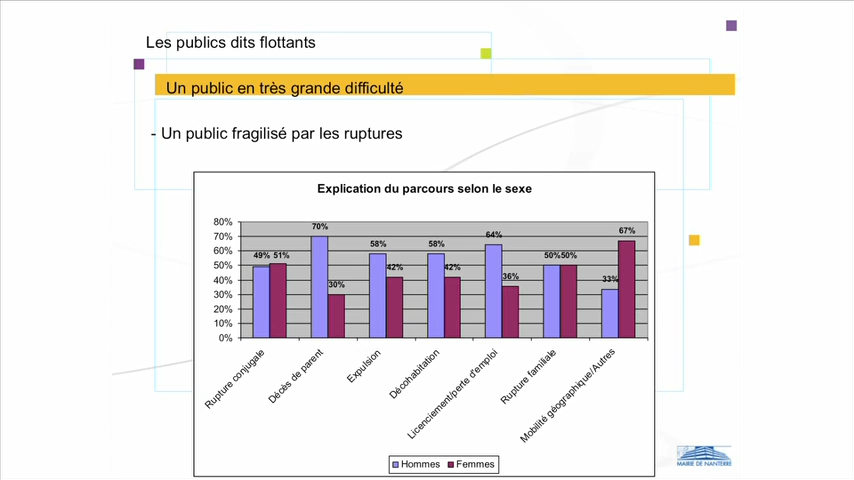 Les publics dits flottants
Un public en très grande difficulté
- Un public fragilisé par les ruptures
Explication du parcours selon le sexe
80%
70%
60%
50%
40%
30%
20%
10%
0%
49% 51%
70%
30%
58%
42%
58%
42%
64%
36%
50% 50%
33%
67%
Rupture conjugale
Décès de parent
Expulsion
Décohabitation
Licenciement/perte d'emploi
Rupture familiale
Mobilité géographique/Autres
Hommes Femmes
MAIRIE DE NANTERRE